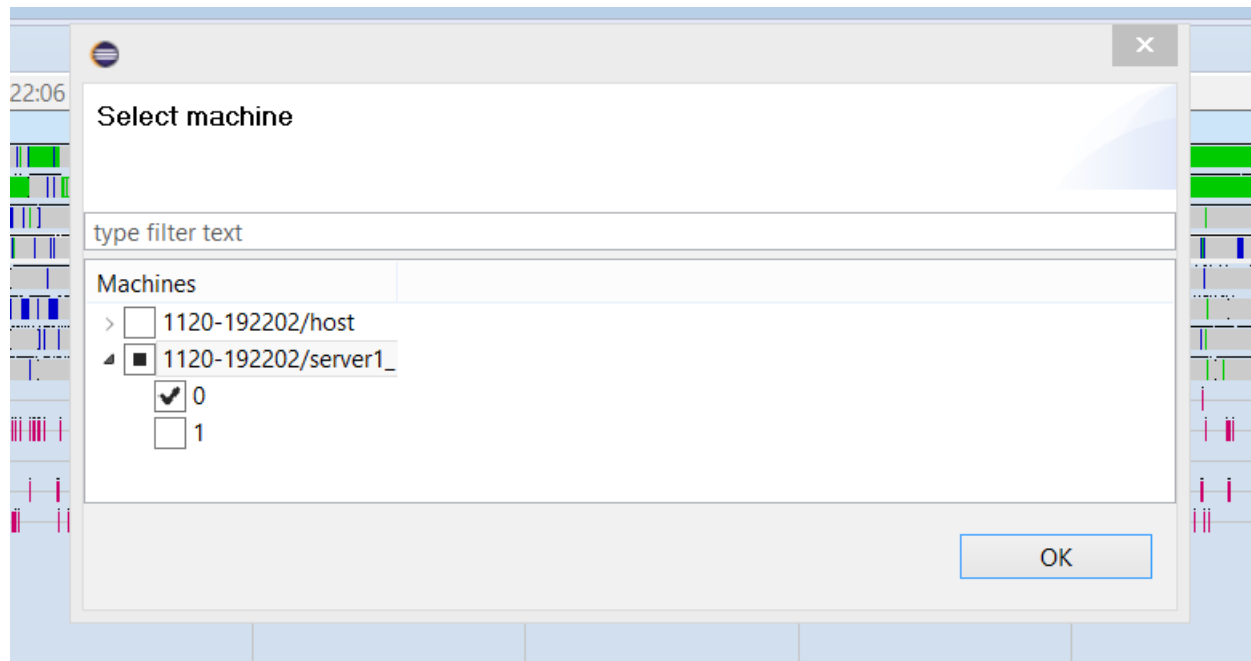 22:06
Select machine
type filter text
Machines
1120-192202/host
1120-192202/server1_
0
1
OK